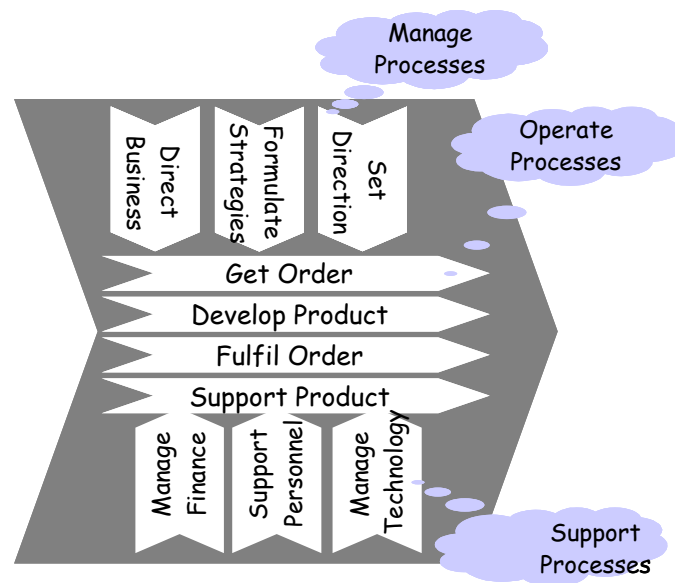 Manage
Processes
Operate
Processes
Direct
Business
Formulate
Strategies
Set
Direction
Get Order
Develop Product
Fulfil Order
Support Product
Manage
Finance
Support
Personnel
Manage
Technology
Support
Processes